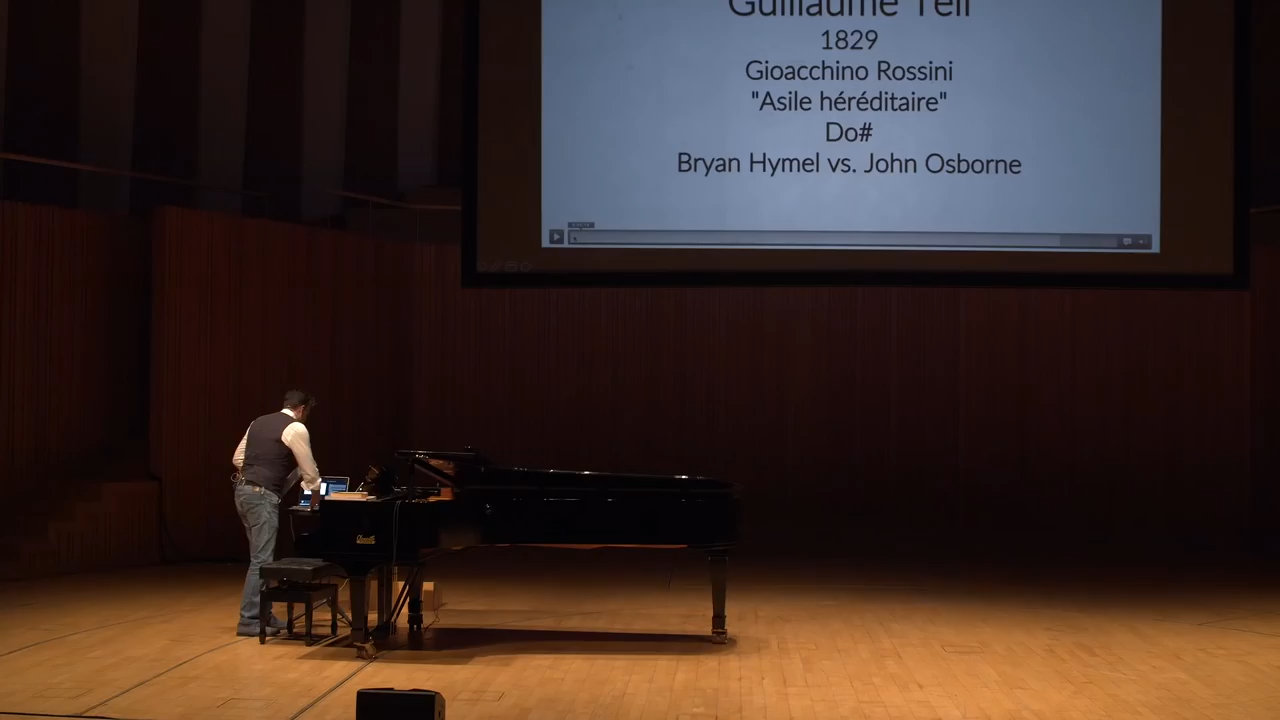 Guillaume Tell
1829
Gioacchino Rossini
"Asile héréditaire"
Do#
Bryan Hymel vs. John Osborne